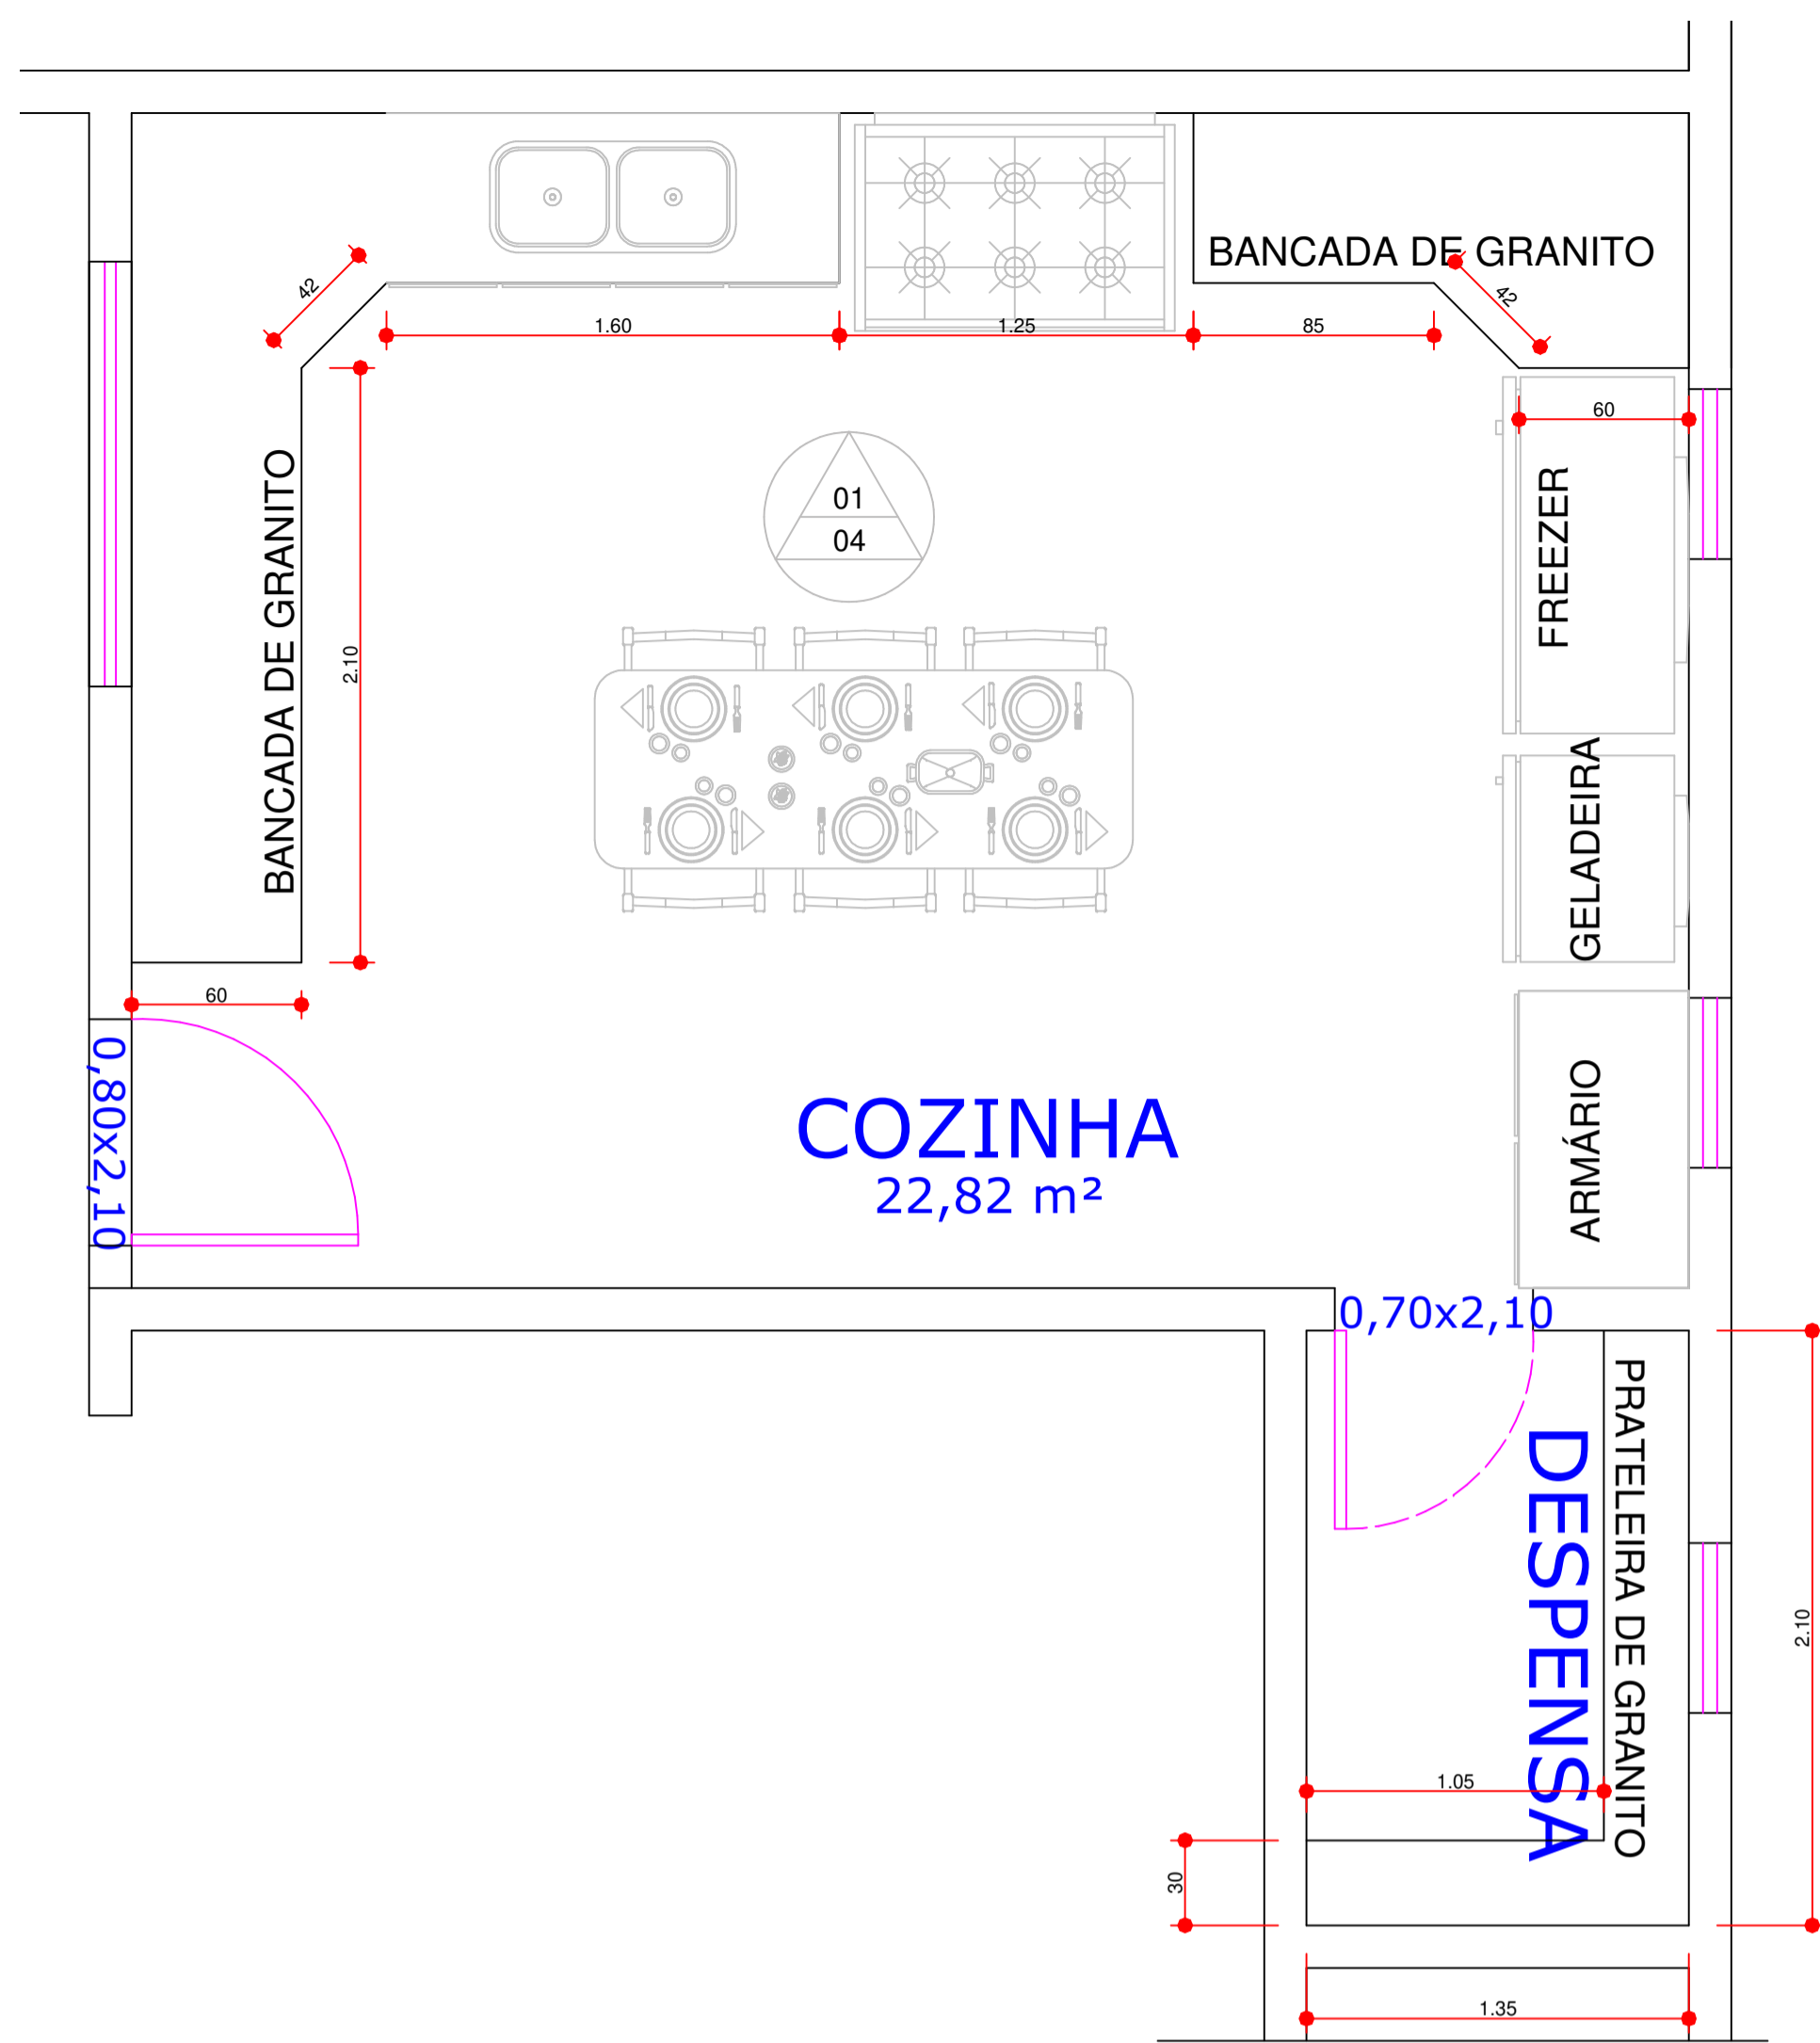 42
BANCADA DE GRANITO
42
1.60
1.25
85
60
01
04
BANCADA DE GRANITO
2.10
FREEZER
GELADEIRA
60
0,80x2,10
COZINHA
22,82 m²
ARMÁRIO
0,70x2,10
DESPENSA
PRATELEIRA DE GRANITO
2.10
1.05
30
1.35